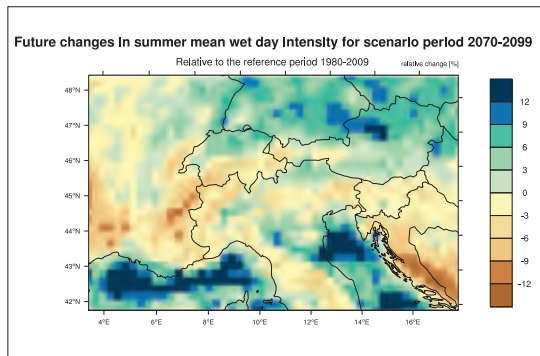 Future changes in summer mean wet day intensity for scenario period 2070-2099
Relative to the reference period 1980-2009
relative change [%]
48°N
47°N
46°N
45°N
44°N
43°N
42°N
4°E 6°E 8°E 10°E 12°E 14°E 16°E
12
9
6
3
0
-3
-6
-9
-12